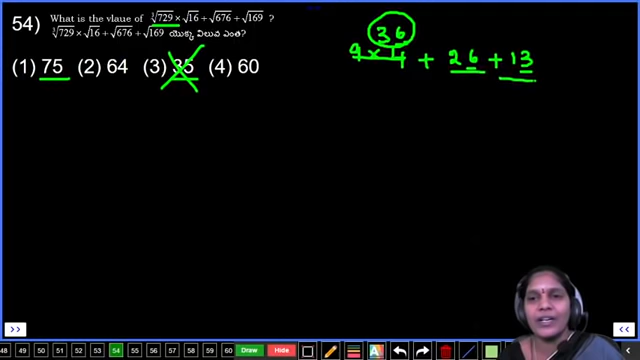 54) What is the vlaue of ∛729 × √16 + √676 + √169 ?
∛729 × √16 + √676 + √169 యొక్క విలువ ఎంత?
(1) 75 (2) 64 (3) 35 (4) 60
36
9 × 4 + 26 + 13
>> 48 49 50 51 52 53 54 55 56 57 58 59 60 Draw Hide A <<